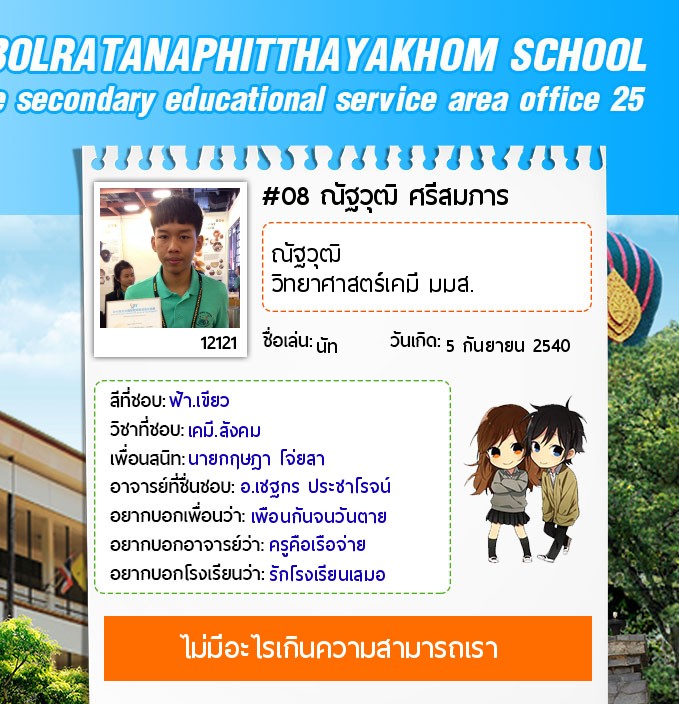 BOLRATANAPHITTHAYAKHOM SCHOOL
e secondary educational service area office 25
#08 ณัฐวุฒิ ศรีสมภาร
ณัฐวุฒิ
วิทยาศาสตร์เคมี มมส.
12121
ชื่อเล่น: นัท วันเกิด: 5 กันยายน 2540
สีที่ชอบ: ฟ้า.เขียว
วิชาที่ชอบ: เคมี.สังคม
เพื่อนสนิท: นายกฤษฎา โจ่ยสา
อาจารย์ที่ชื่นชอบ: อ.เชฐกร ประชาโรจน์
อยากบอกเพื่อนว่า: เพือนกันจนวันตาย
อยากบอกอาจารย์ว่า: ครูคือเรือจ่าย
อยากบอกโรงเรียนว่า: รักโรงเรียนเสมอ
ไม่มีอะไรเกินความสามารถเรา